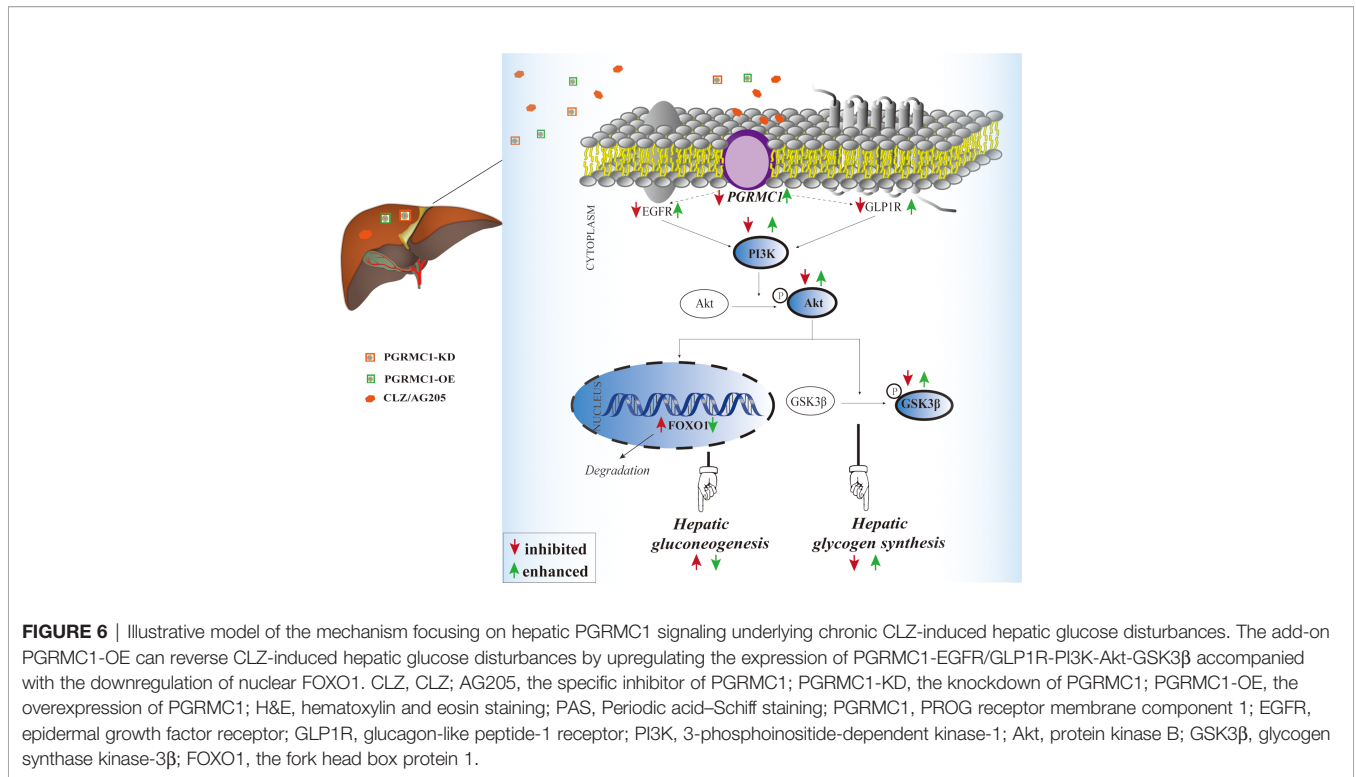 CYTOPLASM
PGRMC1
EGFR
GLP1R
PI3K
Akt
P
Akt
PGRMC1-KD
PGRMC1-OE
CLZ/AG205
NUCLEUS
FOXO1
GSK3β
P
GSK3β
Degradation
Hepatic
gluconeogenesis
Hepatic
glycogen synthesis
inhibited
enhanced
FIGURE 6 | Illustrative model of the mechanism focusing on hepatic PGRMC1 signaling underlying chronic CLZ-induced hepatic glucose disturbances. The add-on
PGRMC1-OE can reverse CLZ-induced hepatic glucose disturbances by upregulating the expression of PGRMC1-EGFR/GLP1R-PI3K-Akt-GSK3β accompanied
with the downregulation of nuclear FOXO1. CLZ, CLZ; AG205, the specific inhibitor of PGRMC1; PGRMC1-KD, the knockdown of PGRMC1; PGRMC1-OE, the
overexpression of PGRMC1; H&E, hematoxylin and eosin staining; PAS, Periodic acid–Schiff staining; PGRMC1, PROG receptor membrane component 1; EGFR,
epidermal growth factor receptor; GLP1R, glucagon-like peptide-1 receptor; PI3K, 3-phosphoinositide-dependent kinase-1; Akt, protein kinase B; GSK3β, glycogen
synthase kinase-3β; FOXO1, the fork head box protein 1.